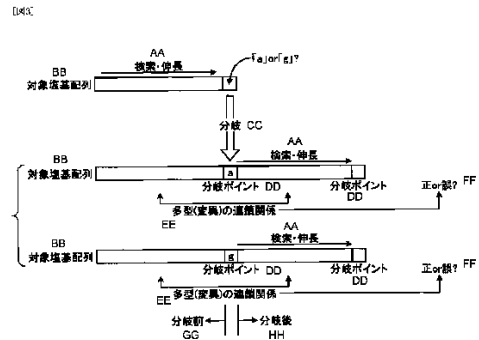 [図3]
AA
検索・伸長
「a」or「g」?
BB
対象塩基配列
分岐 CC
AA
検索・伸長
BB
対象塩基配列
a
分岐ポイント DD
分岐ポイント
DD
EE
多型(変異)の連鎖関係
正or誤? FF
AA
検索・伸長
BB
対象塩基配列
g
分岐ポイント DD
分岐ポイント
DD
EE
多型(変異)の連鎖関係
正or誤? FF
分岐前
GG
分岐後
HH